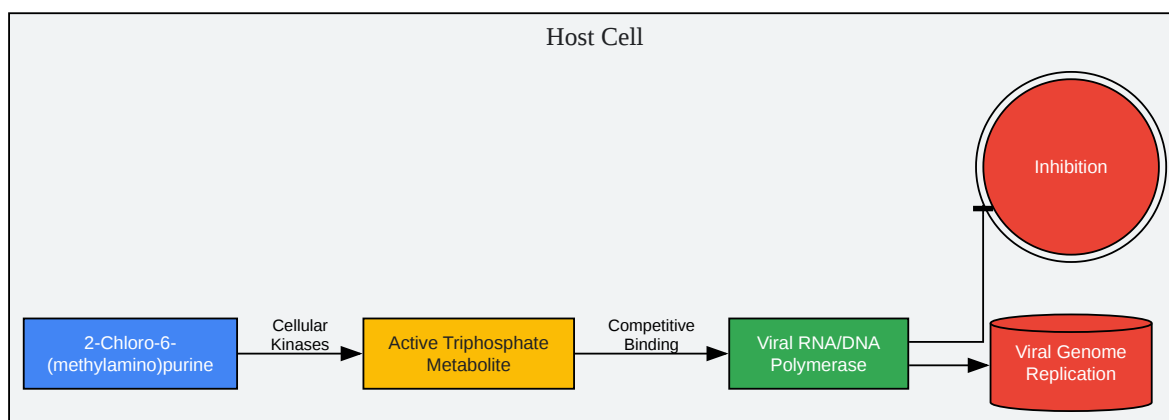 Host Cell
Inhibition
2-Chloro-6-
(methylamino)purine
Cellular
Kinases
Active Triphosphate
Metabolite
Competitive
Binding
Viral RNA/DNA
Polymerase
Viral Genome
Replication